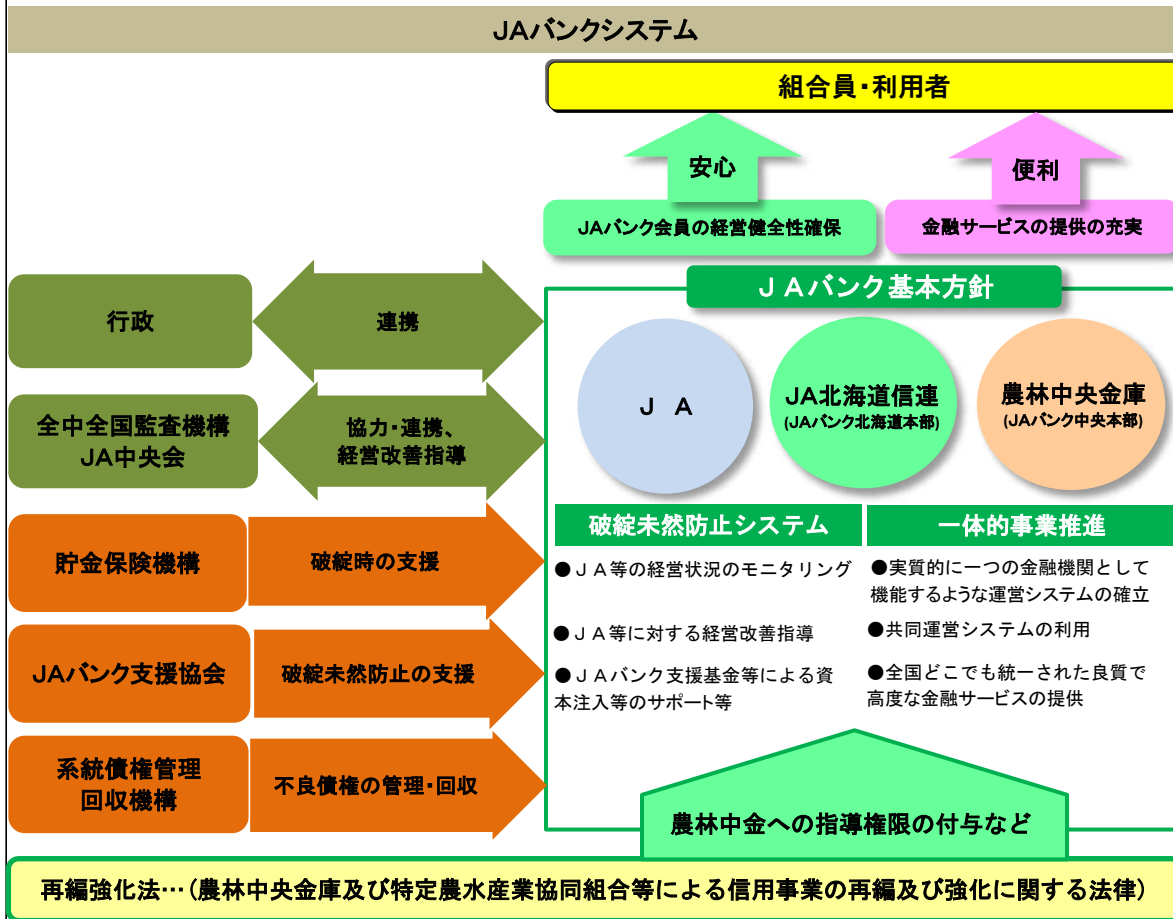 JAバンクシステム
組合員・利用者
安心
便利
JAバンク会員の経営健全性確保
金融サービスの提供の充実
JAバンク基本方針
行政
連携
全中全国監査機構
JA中央会
協力・連携、
経営改善指導
JA
JA北海道信連
(JAバンク北海道本部)
農林中央金庫
(JAバンク中央本部)
貯金保険機構
破綻時の支援
JAバンク支援協会
破綻未然防止の支援
系統債権管理
回収機構
不良債権の管理・回収
破綻未然防止システム
●JA等の経営状況のモニタリング
●JA等に対する経営改善指導
●JAバンク支援基金等による資
本注入等のサポート等
一体的事業推進
●実質的に一つの金融機関として
機能するような運営システムの確立
●共同運営システムの利用
●全国どこでも統一された良質で
高度な金融サービスの提供
農林中金への指導権限の付与など
再編強化法…(農林中央金庫及び特定農水産業協同組合等による信用事業の再編及び強化に関する法律)